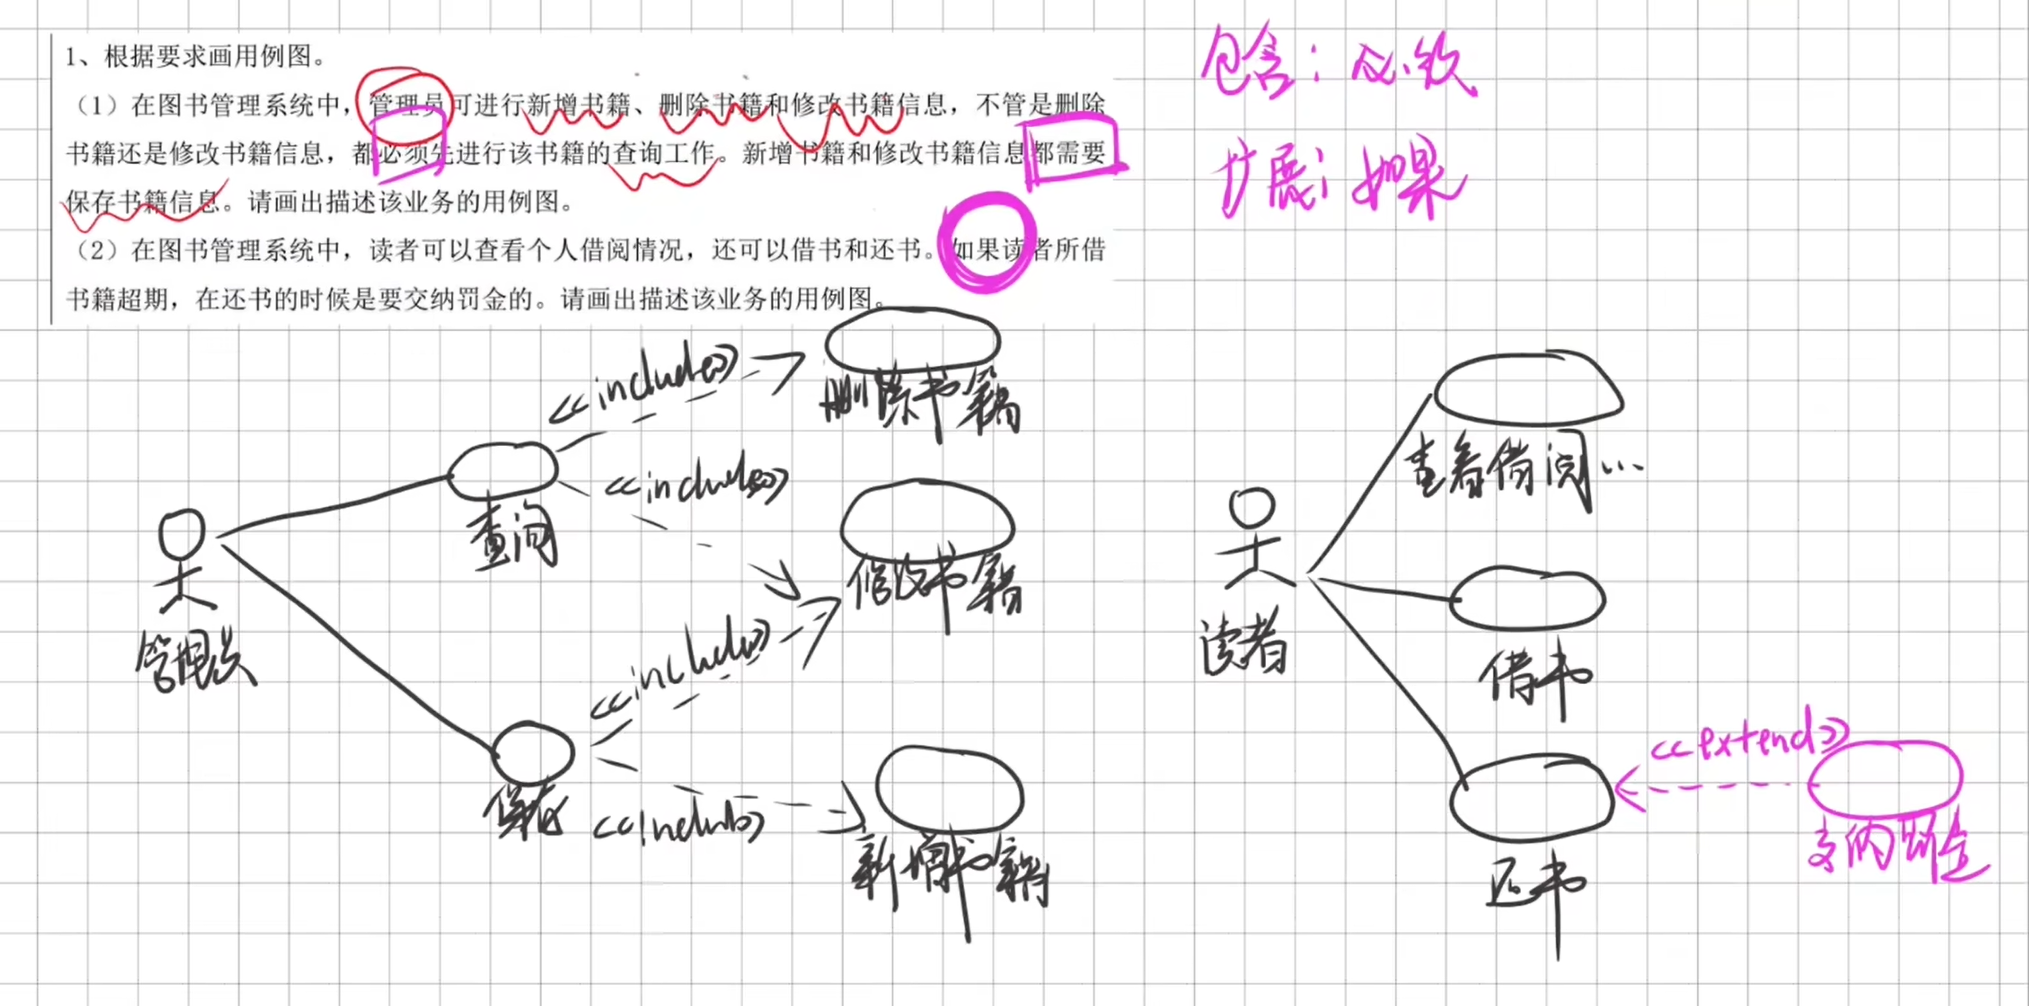 1、根据要求画用例图。
（1）在图书管理系统中，管理员可进行新增书籍、删除书籍和修改书籍信息，不管是删除
书籍还是修改书籍信息，都必须先进行该书籍的查询工作。新增书籍和修改书籍信息都需要
保存书籍信息。请画出描述该业务的用例图。
（2）在图书管理系统中，读者可以查看个人借阅情况，还可以借书和还书。如果读者所借
书籍超期，在还书的时候是要交纳罚金的。请画出描述该业务的用例图。
包含：必须
扩展：如果
<<include>>
删除书籍
查询
<<include>>
修改书籍
管理员
<<include>>
保存
<<include>>
新增书籍
查看借阅...
读者
借书
<<extend>>
还书
交纳罚金